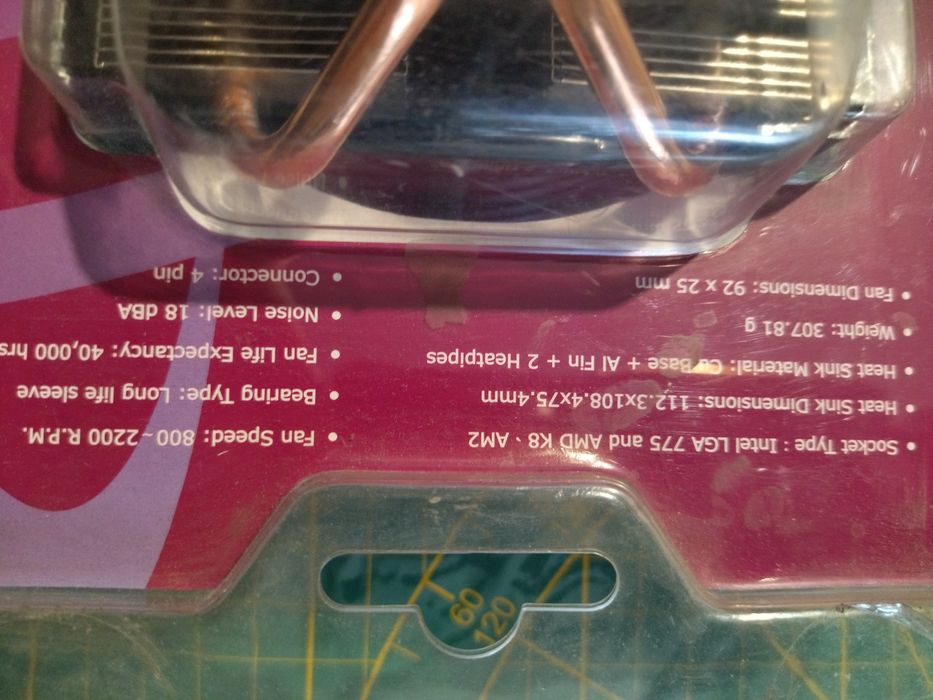 • Socket Type : Intel LGA 775 and AMD K8、AM2
• Heat Sink Dimensions: 112.3x108.4x75.4mm
• Heat Sink Material: Cu Base + Al Fin + 2 Heatpipes
• Weight: 307.81 g
• Fan Dimensions: 92 x 25 mm
• Fan Speed: 800~2200 R.P.M.
• Bearing Type: Long life sleeve
• Fan Life Expectancy: 40,000 hrs
• Noise Level: 18 dBA
• Connector: 4 pin
60
120